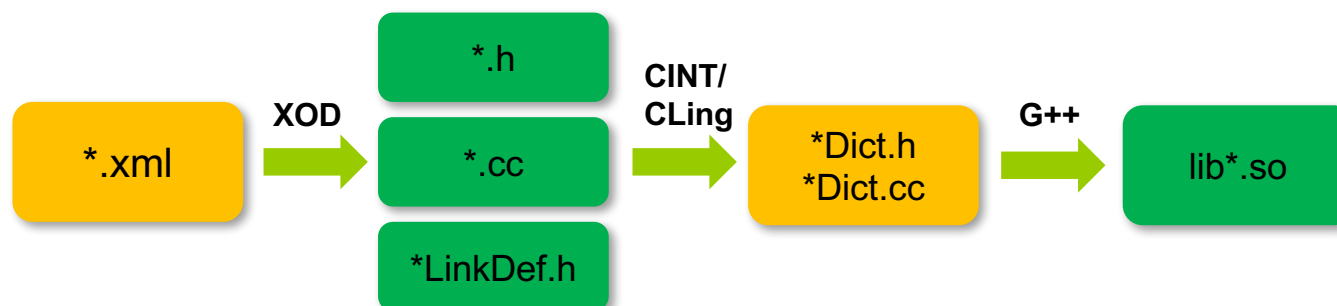 *.xml
XOD
*.h
*.cc
*LinkDef.h
CINT/
CLing
*Dict.h
*Dict.cc
G++
lib*.so